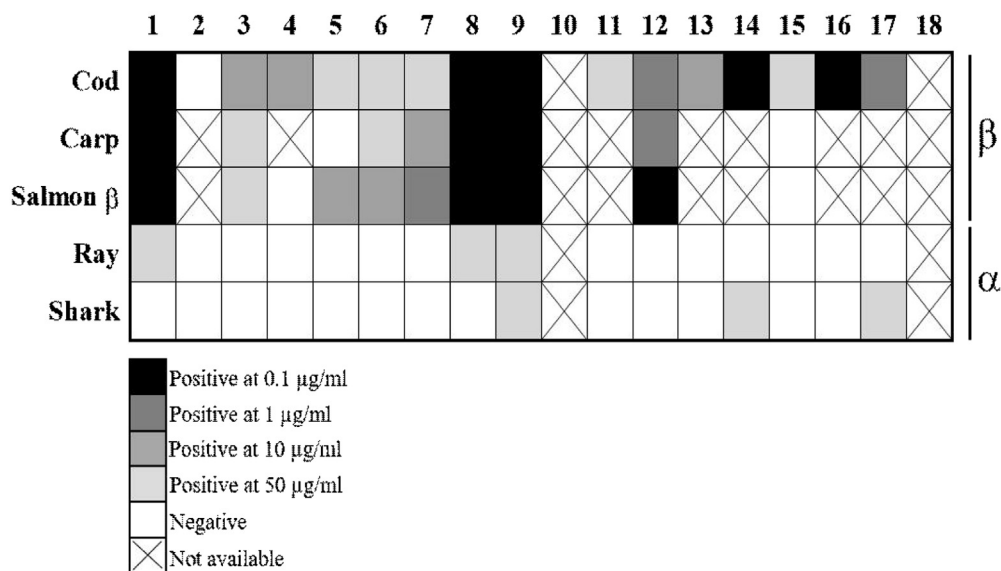 1 2 3 4 5 6 7 8 9 10 11 12 13 14 15 16 17 18
Cod
Carp
Salmon β
β
Ray
Shark
α
Positive at 0.1 µg/ml
Positive at 1 µg/ml
Positive at 10 µg/ml
Positive at 50 µg/ml
Negative
Not available